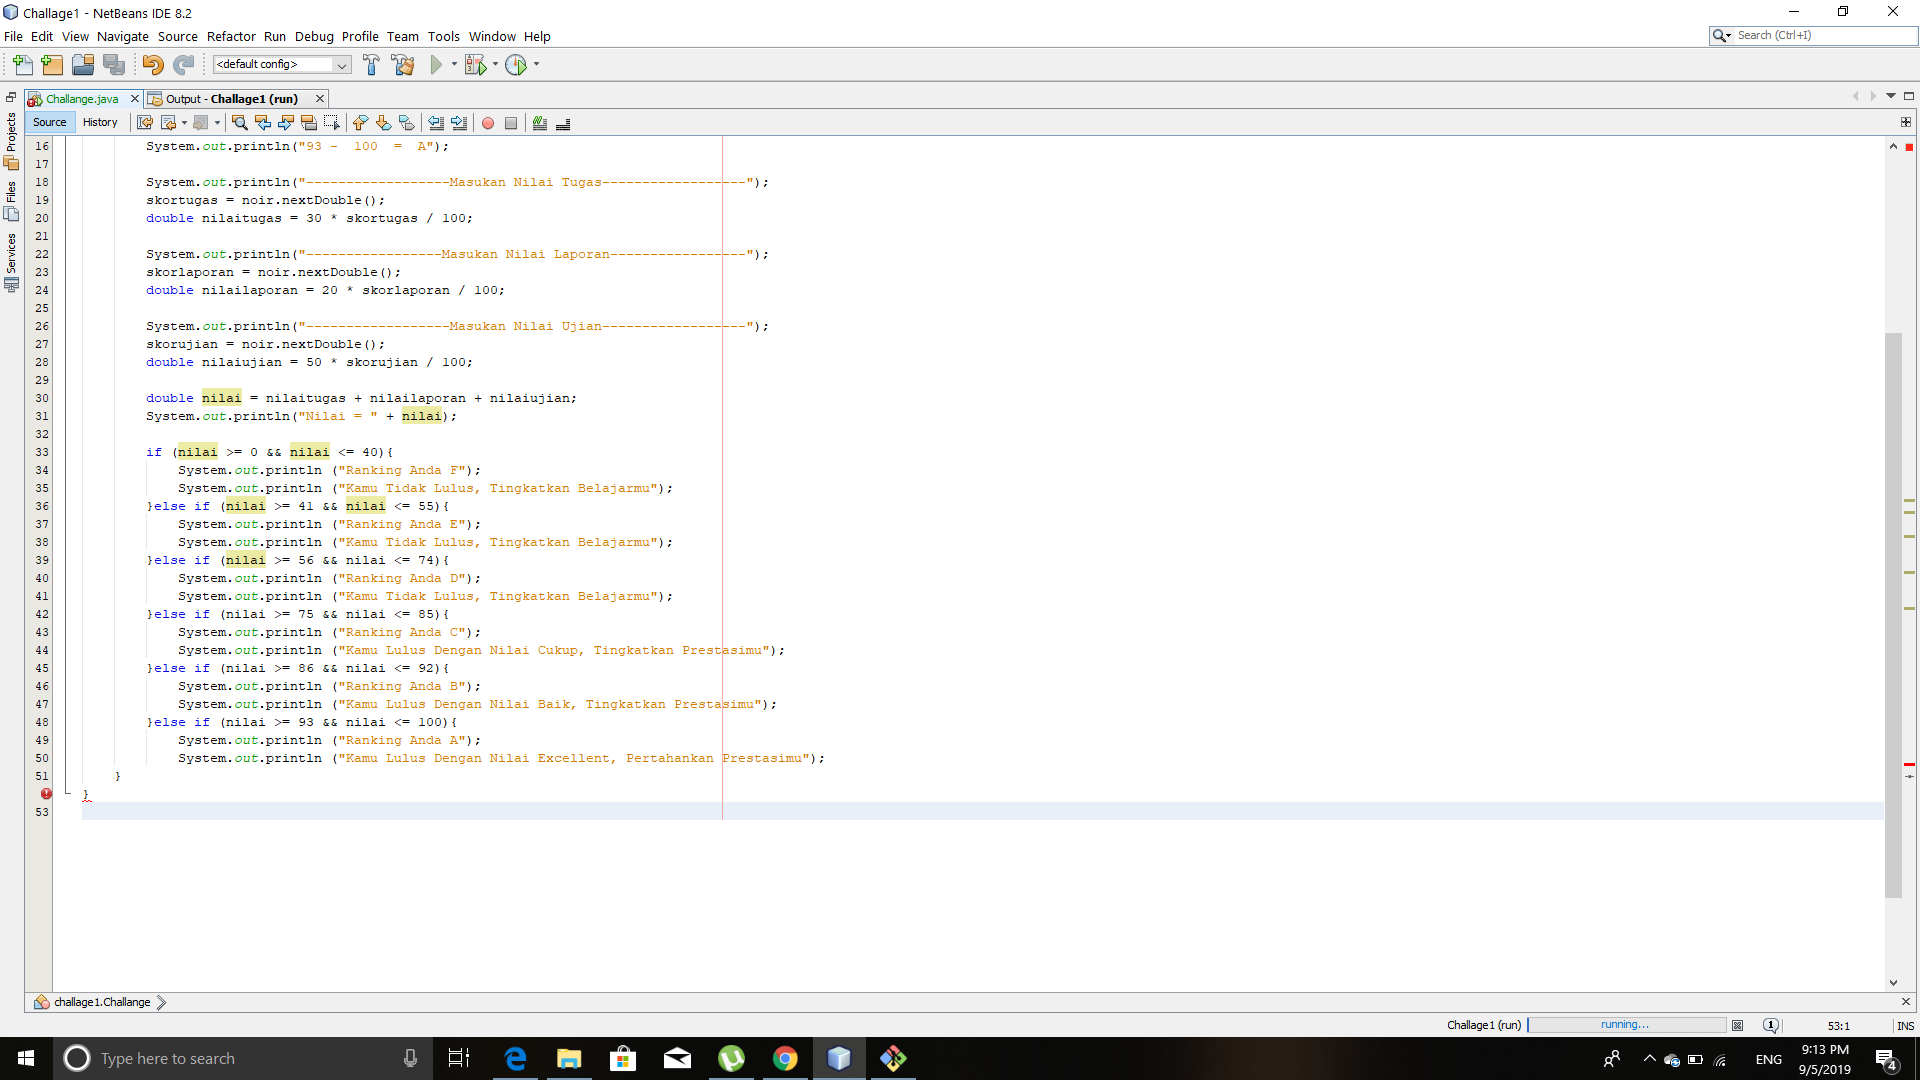 Challage1 - NetBeans IDE 8.2
File Edit View Navigate Source Refactor Run Debug Profile Team Tools Window Help
Search (Ctrl+I)
<default config>
Challange.java
Output - Challage1 (run)
Source History
Projects
Files
Services
16 System.out.println("93 -  100  =  A");
17
18 System.out.println("------------------Masukan Nilai Tugas------------------");
19 skortugas = noir.nextDouble();
20 double nilaitugas = 30 * skortugas / 100;
21
22 System.out.println("-----------------Masukan Nilai Laporan-----------------");
23 skorlaporan = noir.nextDouble();
24 double nilailaporan = 20 * skorlaporan / 100;
25
26 System.out.println("------------------Masukan Nilai Ujian------------------");
27 skorujian = noir.nextDouble();
28 double nilaiujian = 50 * skorujian / 100;
29
30 double nilai = nilaitugas + nilailaporan + nilaiujian;
31 System.out.println("Nilai = " + nilai);
32
33 if (nilai >= 0 && nilai <= 40){
34 System.out.println ("Ranking Anda F");
35 System.out.println ("Kamu Tidak Lulus, Tingkatkan Belajarmu");
36 }else if (nilai >= 41 && nilai <= 55){
37 System.out.println ("Ranking Anda E");
38 System.out.println ("Kamu Tidak Lulus, Tingkatkan Belajarmu");
39 }else if (nilai >= 56 && nilai <= 74){
40 System.out.println ("Ranking Anda D");
41 System.out.println ("Kamu Tidak Lulus, Tingkatkan Belajarmu");
42 }else if (nilai >= 75 && nilai <= 85){
43 System.out.println ("Ranking Anda C");
44 System.out.println ("Kamu Lulus Dengan Nilai Cukup, Tingkatkan Prestasimu");
45 }else if (nilai >= 86 && nilai <= 92){
46 System.out.println ("Ranking Anda B");
47 System.out.println ("Kamu Lulus Dengan Nilai Baik, Tingkatkan Prestasimu");
48 }else if (nilai >= 93 && nilai <= 100){
49 System.out.println ("Ranking Anda A");
50 System.out.println ("Kamu Lulus Dengan Nilai Excellent, Pertahankan Prestasimu");
51 }
}
53
challage1.Challange
Challage1 (run) running... 1 53:1 INS
Type here to search
ENG
9:13 PM
9/5/2019
4